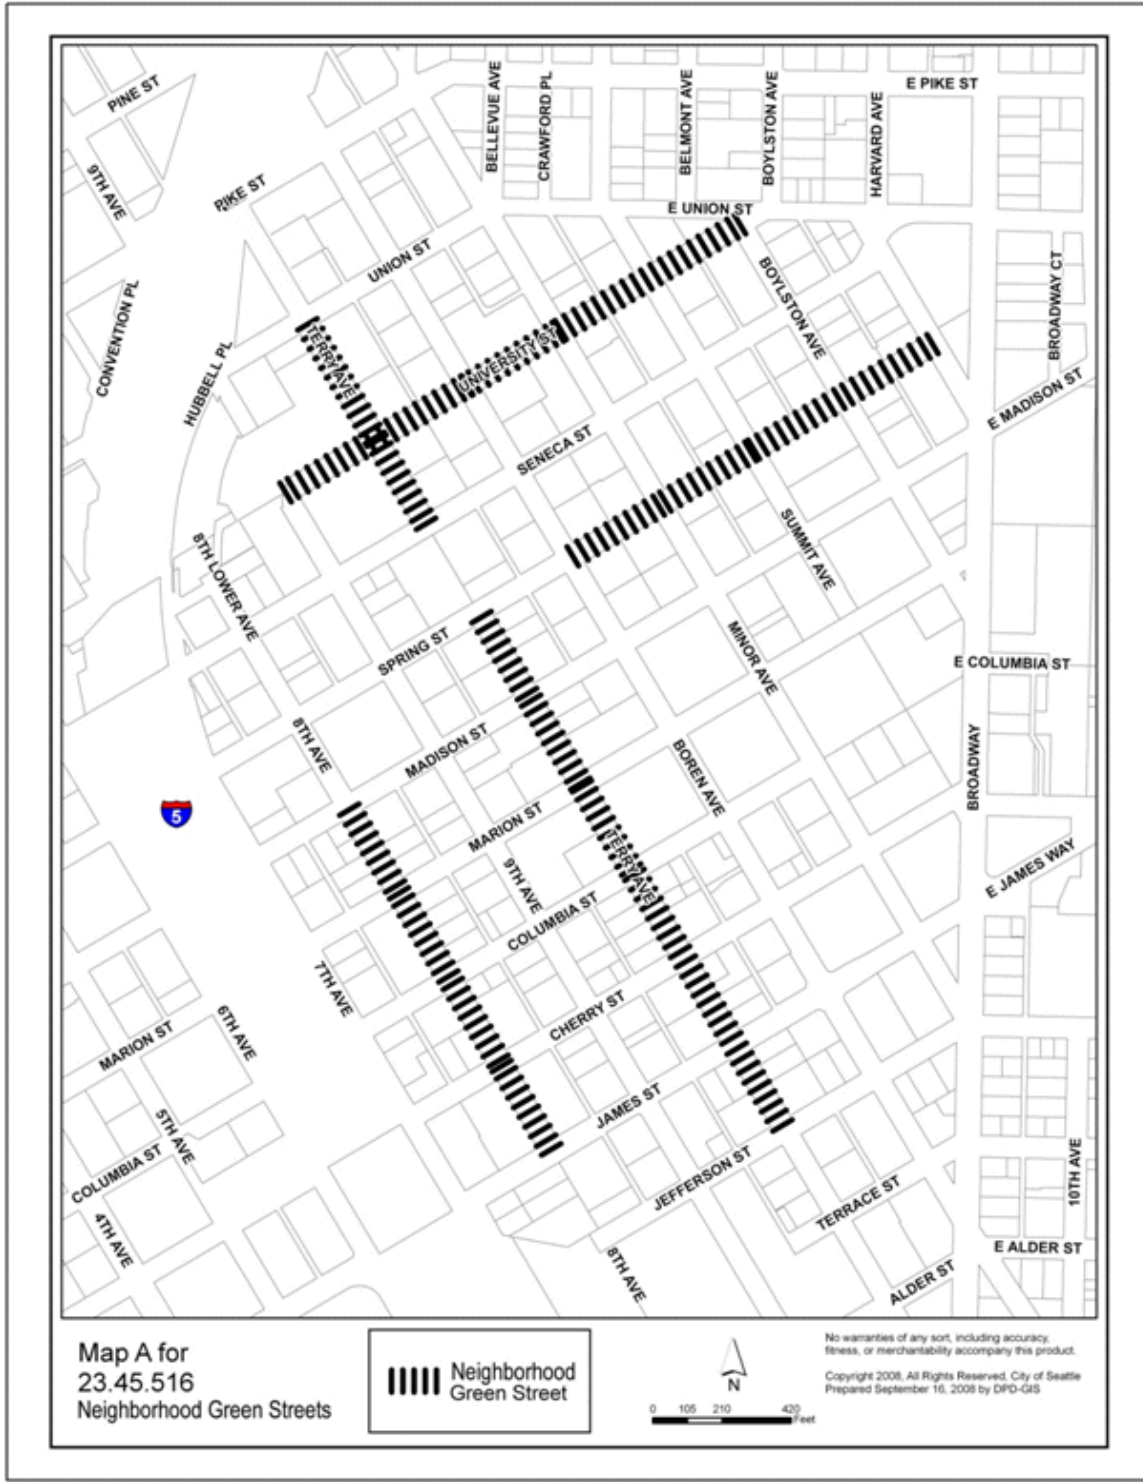 PINE ST
9TH AVE
PIKE ST
BELLEVUE AVE
CRAWFORD PL
BELMONT AVE
BOYLSTON AVE
HARVARD AVE
E PIKE ST
E UNION ST
UNION ST
CONVENTION PL
HUBBELL PL
TERRY AVE
UNIVERSITY ST
BOYLSTON AVE
BROADWAY CT
E MADISON ST
SENECA ST
8TH LOWER AVE
SUMMIT AVE
SPRING ST
MINOR AVE
E COLUMBIA ST
8TH AVE
MADISON ST
BOREN AVE
BROADWAY
5
MARION ST
TERRY AVE
9TH AVE
E JAMES WAY
COLUMBIA ST
7TH AVE
CHERRY ST
6TH AVE
MARION ST
5TH AVE
JAMES ST
COLUMBIA ST
JEFFERSON ST
10TH AVE
TERRACE ST
4TH AVE
8TH AVE
E ALDER ST
ALDER ST
Map A for
23.45.516
Neighborhood Green Streets
Neighborhood
Green Street
N
0 105 210 420
Feet
No warranties of any sort, including accuracy,
fitness, or merchantability accompany this product.
Copyright 2008, All Rights Reserved, City of Seattle
Prepared September 16, 2008 by DPD-GIS